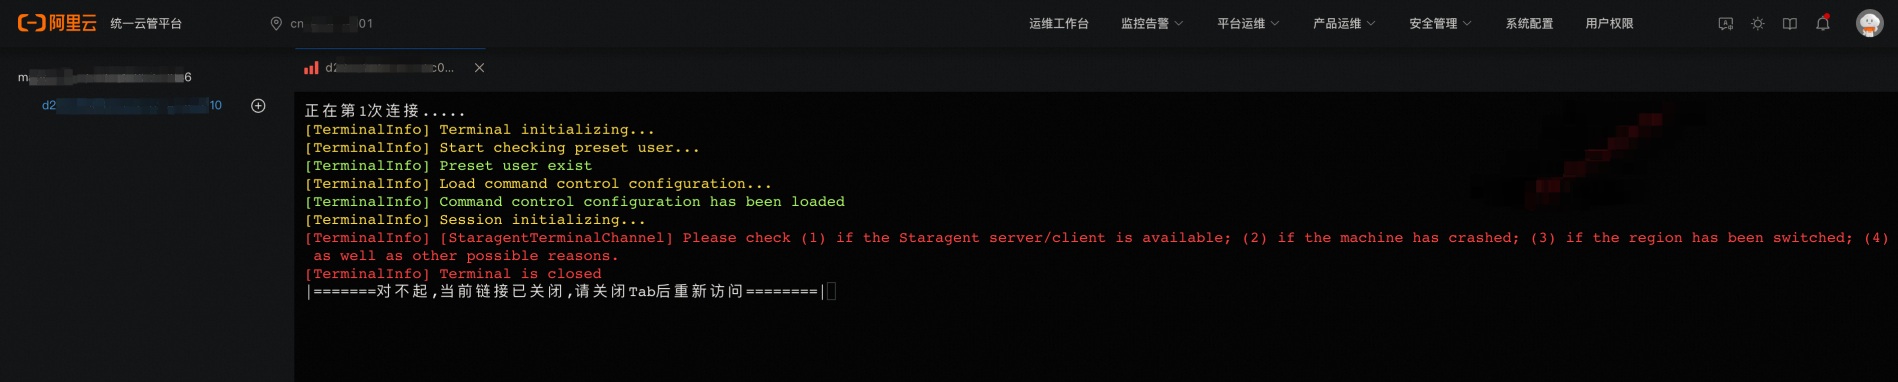 阿里云 统一云管平台 cn 01 运维工作台 监控告警 平台运维 产品运维 安全管理 系统配置 用户权限
d2 c0...
m 6
d2 10
正在第1次连接.....
[TerminalInfo] Terminal initializing...
[TerminalInfo] Start checking preset user...
[TerminalInfo] Preset user exist
[TerminalInfo] Load command control configuration...
[TerminalInfo] Command control configuration has been loaded
[TerminalInfo] Session initializing...
[TerminalInfo] [StaragentTerminalChannel] Please check (1) if the Staragent server/client is available; (2) if the machine has crashed; (3) if the region has been switched; (4)
as well as other possible reasons.
[TerminalInfo] Terminal is closed
|=======对不起,当前链接已关闭,请关闭Tab后重新访问========|